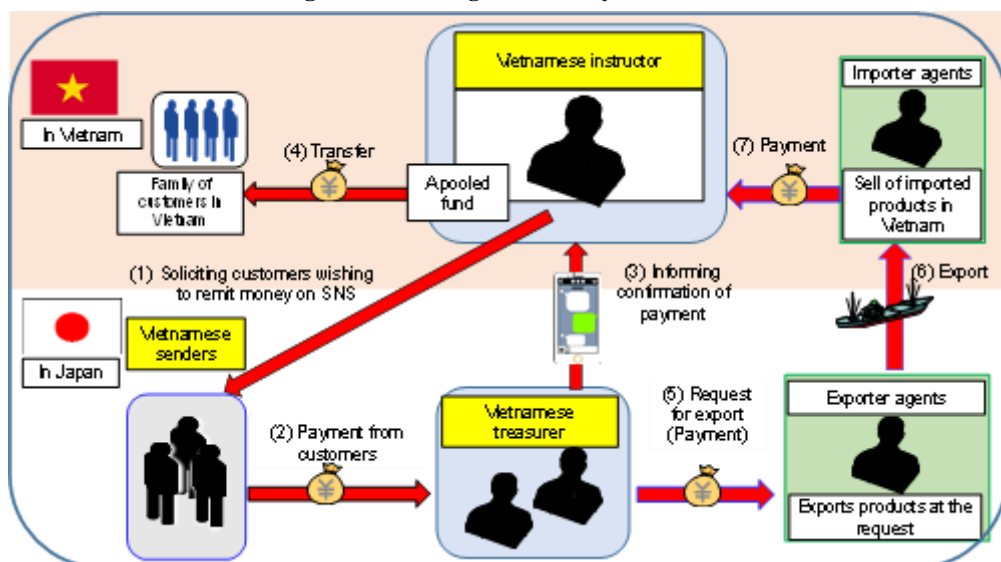 Vietnamese instructor
Importer agents
In Vietnam
(4) Transfer
(7) Payment
Family of
customers in
Vietnam
Apooled
fund
Sell of imported
products in
Vietnam
(1) Soliciting customers wishing
to remit money on SNS
(3) Informing
confirmation of
payment
(6) Export
Vietnamese
senders
In Japan
(2) Payment from
customers
Vietnamese
treasurer
(5) Request
for export
(Payment)
Exporter agents
Exports products at the
request
¥
¥
¥
¥